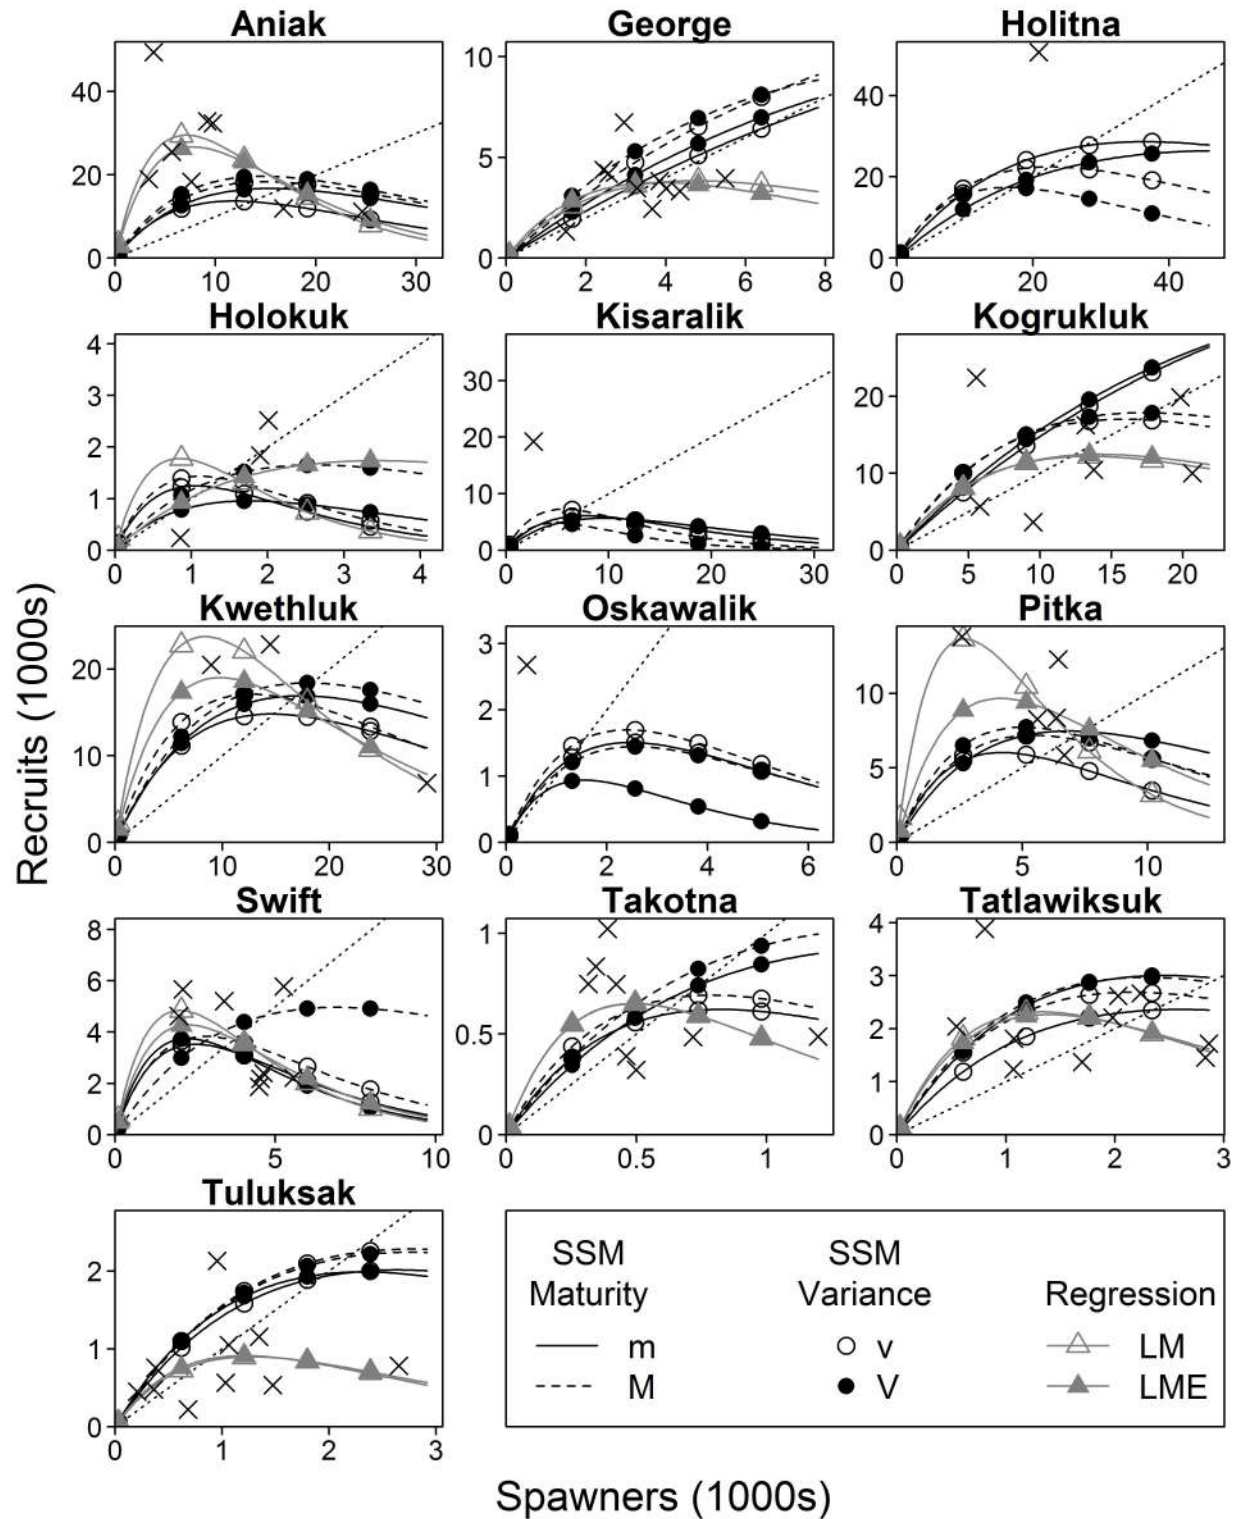 Aniak
George
Holitna
40
20
0
0 10 20 30
10
5
0
0 2 4 6 8
40
20
0
0 20 40
Holokuk
Kisaralik
Kogrukluk
4
3
2
1
0
0 1 2 3 4
30
20
10
0
0 10 20 30
20
10
0
0 5 10 15 20
Kwethluk
Oskawalik
Pitka
20
10
0
0 10 20 30
3
2
1
0
0 2 4 6
10
5
0
0 5 10
Swift
Takotna
Tatlawiksuk
8
6
4
2
0
0 5 10
1
0.5
0
0 0.5 1
4
3
2
1
0
0 1 2 3
Tuluksak
2
1
0
0 1 2 3
SSM SSM
Maturity Variance Regression
m v LM
M V LME
Recruits (1000s)
Spawners (1000s)